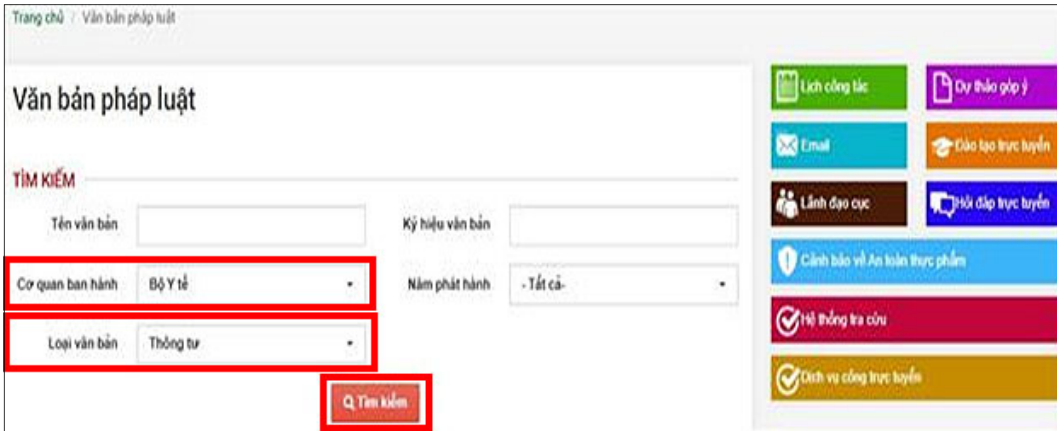 Trang chủ / Văn bản pháp luật
Văn bản pháp luật
TÌM KIẾM
Tên văn bản
Ký hiệu văn bản
Cơ quan ban hành Bộ Y tế
Năm phát hành - Tất cả-
Loại văn bản Thông tư
Tìm kiếm
Lịch công tác
Dự thảo góp ý
Email
Đào tạo trực tuyến
Lãnh đạo cục
Hỏi đáp trực tuyến
Cảnh báo về An toàn thực phẩm
Hệ thống tra cứu
Dịch vụ công trực tuyến